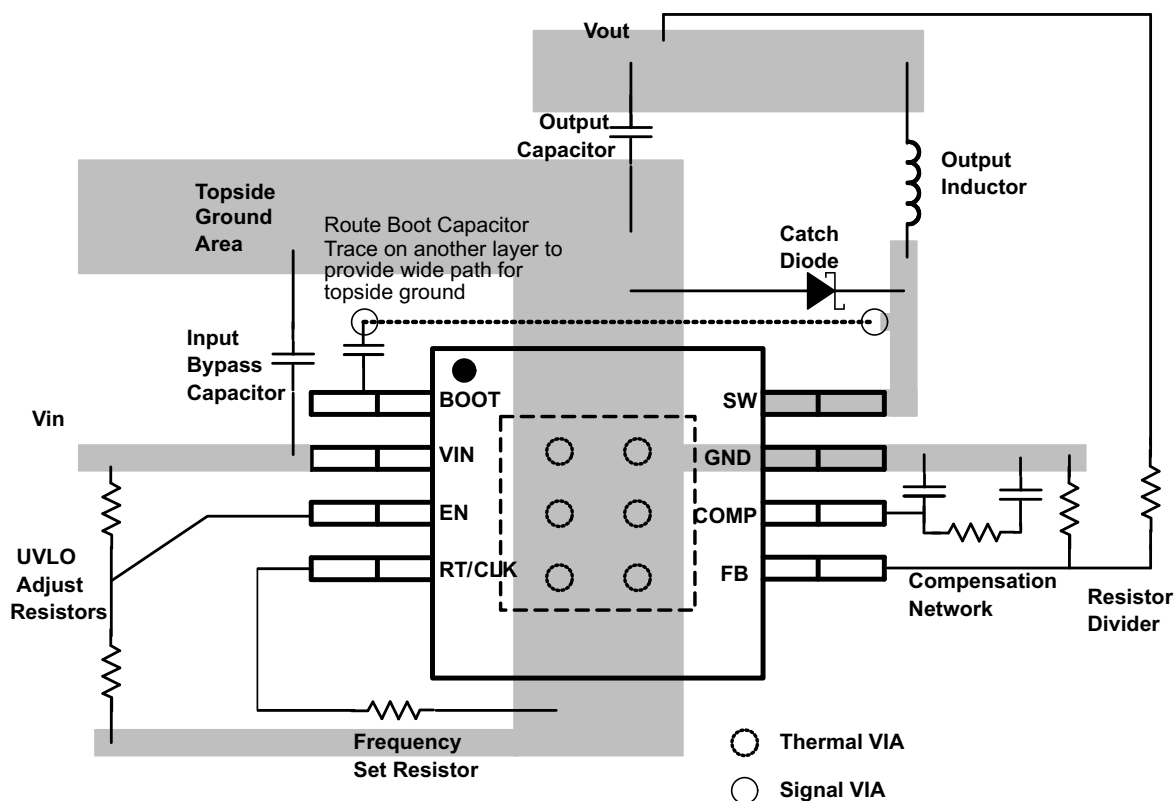 Vout
Output
Capacitor
Output
Inductor
Topside
Ground
Area
Route Boot Capacitor
Trace on another layer to
provide wide path for
topside ground
Catch
Diode
Input
Bypass
Capacitor
Vin
BOOT
VIN
EN
RT/CLK
SW
GND
COMP
FB
UVLO
Adjust
Resistors
Compensation
Network
Resistor
Divider
Frequency
Set Resistor
Thermal VIA
Signal VIA